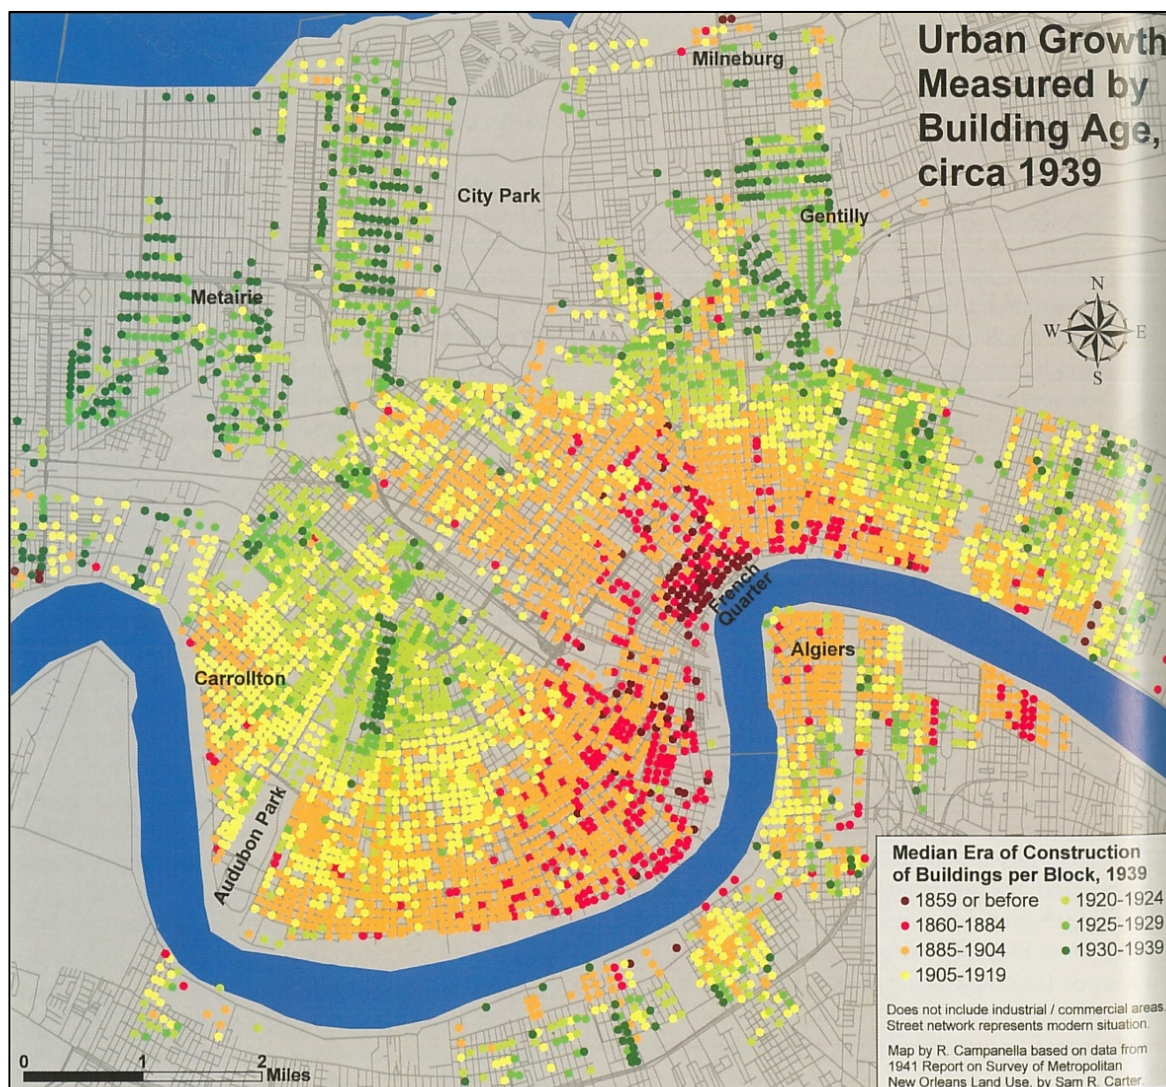 Urban Growth
Measured by
Building Age,
circa 1939
Milneburg
City Park
Gentilly
Metairie
N
W
E
S
French
Quarter
Algiers
Carrollton
Audubon Park
Median Era of Construction
of Buildings per Block, 1939
1859 or before
1920-1924
1860-1884
1925-1929
1885-1904
1930-1939
1905-1919
Does not include industrial / commercial areas.
Street network represents modern situation.
Map by R. Campanella based on data from
1941 Report on Survey of Metropolitan
New Orleans Land Use, by Sam R. Carter.
0 1 2
Miles